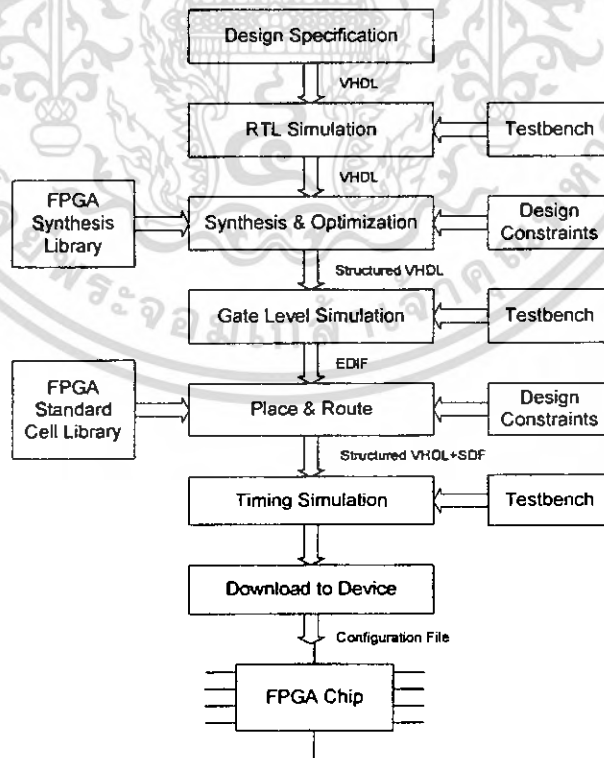 Design Specification
VHDL
RTL Simulation
Testbench
VHDL
FPGA
Synthesis
Library
Synthesis & Optimization
Design
Constraints
Structured VHDL
Gate Level Simulation
Testbench
EDIF
FPGA
Standard
Cell Library
Place & Route
Design
Constraints
Structured VHDL+SDF
Timing Simulation
Testbench
Download to Device
Configuration File
FPGA Chip